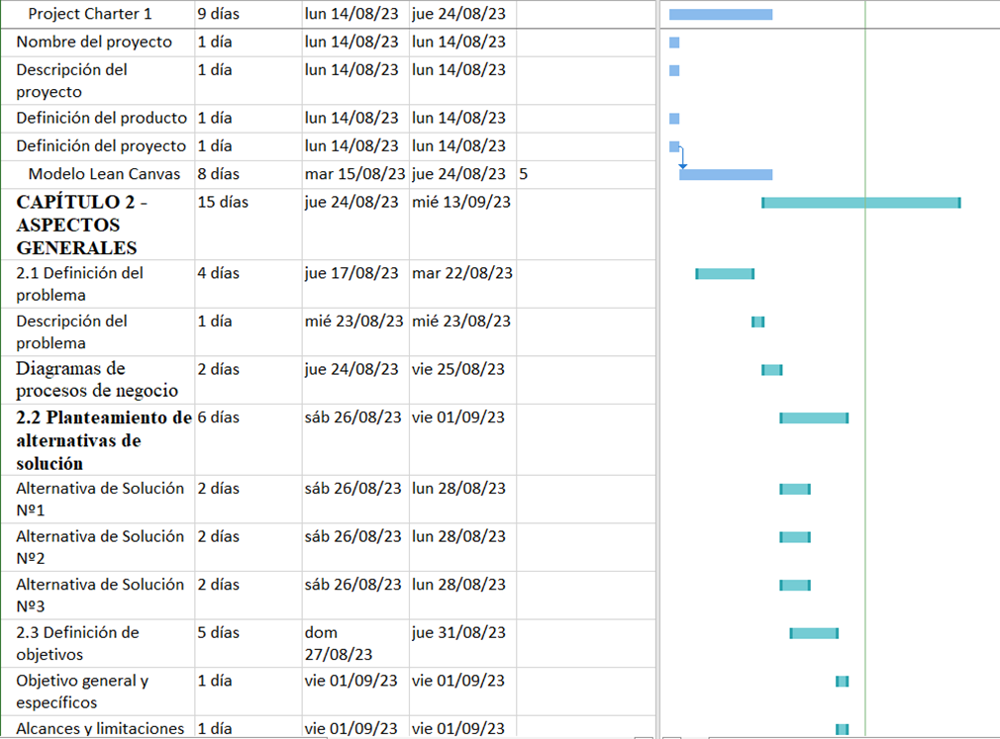 Project Charter 1 9 días lun 14/08/23 jue 24/08/23
Nombre del proyecto 1 día lun 14/08/23 lun 14/08/23
Descripción del 1 día lun 14/08/23 lun 14/08/23
proyecto
Definición del producto 1 día lun 14/08/23 lun 14/08/23
Definición del proyecto 1 día lun 14/08/23 lun 14/08/23
Modelo Lean Canvas 8 días mar 15/08/23 jue 24/08/23 5
CAPÍTULO 2 - 15 días jue 24/08/23 mié 13/09/23
ASPECTOS
GENERALES
2.1 Definición del 4 días jue 17/08/23 mar 22/08/23
problema
Descripción del 1 día mié 23/08/23 mié 23/08/23
problema
Diagramas de 2 días jue 24/08/23 vie 25/08/23
procesos de negocio
2.2 Planteamiento de 6 días sáb 26/08/23 vie 01/09/23
alternativas de
solución
Alternativa de Solución 2 días sáb 26/08/23 lun 28/08/23
Nº1
Alternativa de Solución 2 días sáb 26/08/23 lun 28/08/23
Nº2
Alternativa de Solución 2 días sáb 26/08/23 lun 28/08/23
Nº3
2.3 Definición de 5 días dom jue 31/08/23
objetivos 27/08/23
Objetivo general y 1 día vie 01/09/23 vie 01/09/23
específicos
Alcances y limitaciones 1 día vie 01/09/23 vie 01/09/23